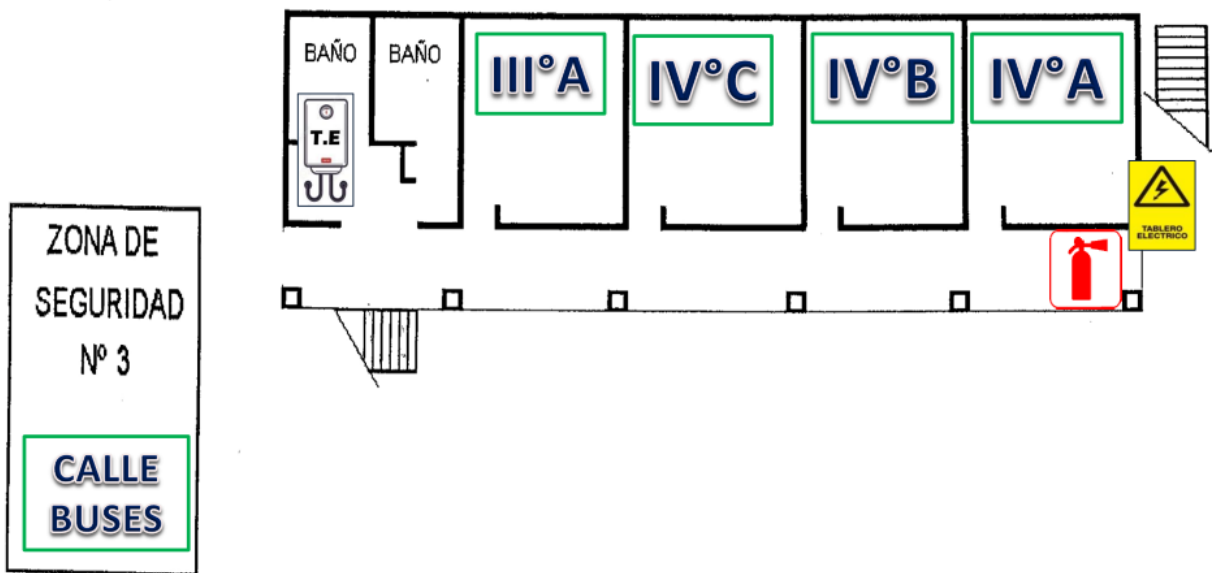 BAÑO
BAÑO
III°A
IV°C
IV°B
IV°A
T.E
TABLERO
ELECTRICO
ZONA DE
SEGURIDAD
Nº 3
CALLE
BUSES